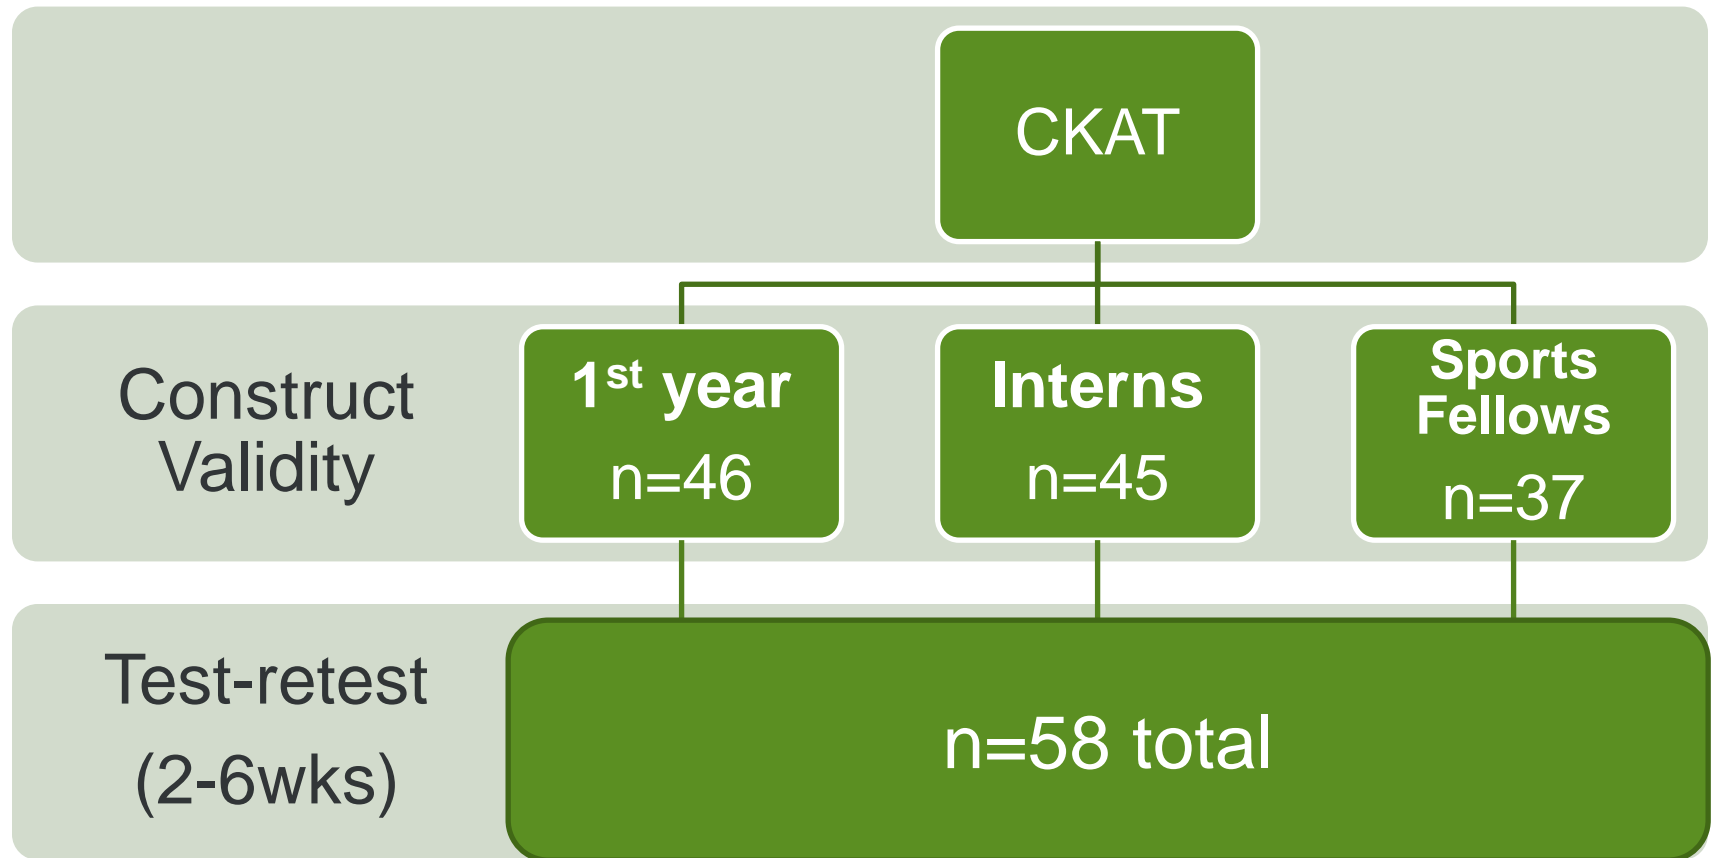 CKAT
Construct
Validity
1st year
n=46
Interns
n=45
Sports
Fellows
n=37
Test-retest
(2-6wks)
n=58 total